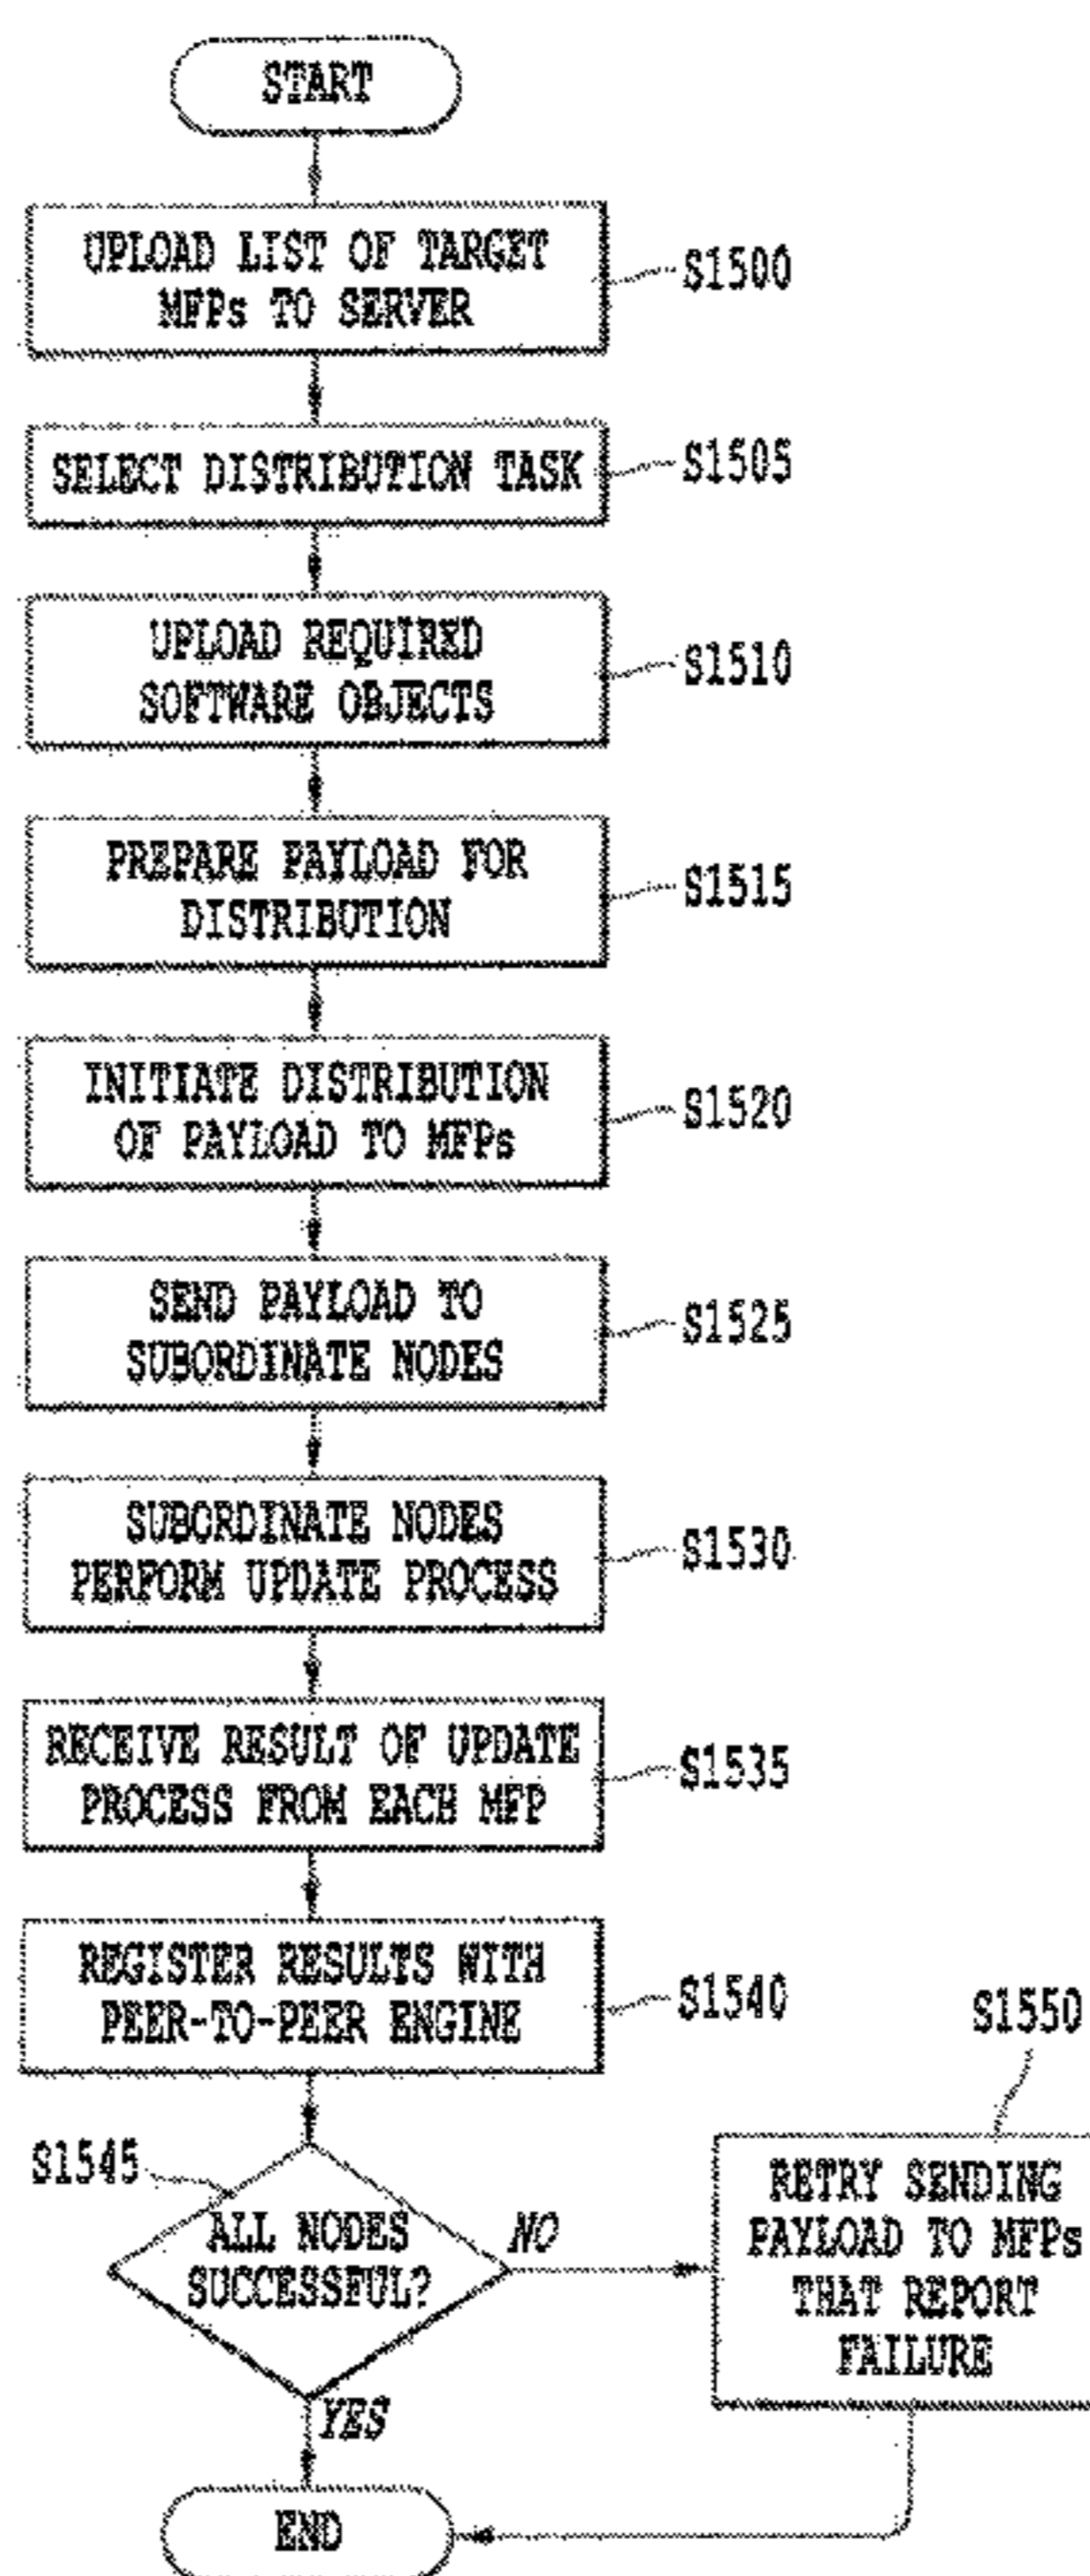 START
UPLOAD LIST OF TARGET
MFPs TO SERVER
S1500
SELECT DISTRIBUTION TASK
S1505
UPLOAD REQUIRED
SOFTWARE OBJECTS
S1510
PREPARE PAYLOAD FOR
DISTRIBUTION
S1515
INITIATE DISTRIBUTION
OF PAYLOAD TO MFPs
S1520
SEND PAYLOAD TO
SUBORDINATE NODES
S1525
SUBORDINATE NODES
PERFORM UPDATE PROCESS
S1530
RECEIVE RESULT OF UPDATE
PROCESS FROM EACH MFP
S1535
REGISTER RESULTS WITH
PEER-TO-PEER ENGINE
S1540
S1545
ALL NODES
SUCCESSFUL?
NO
YES
S1550
RETRY SENDING
PAYLOAD TO MFPs
THAT REPORT
FAILURE
END